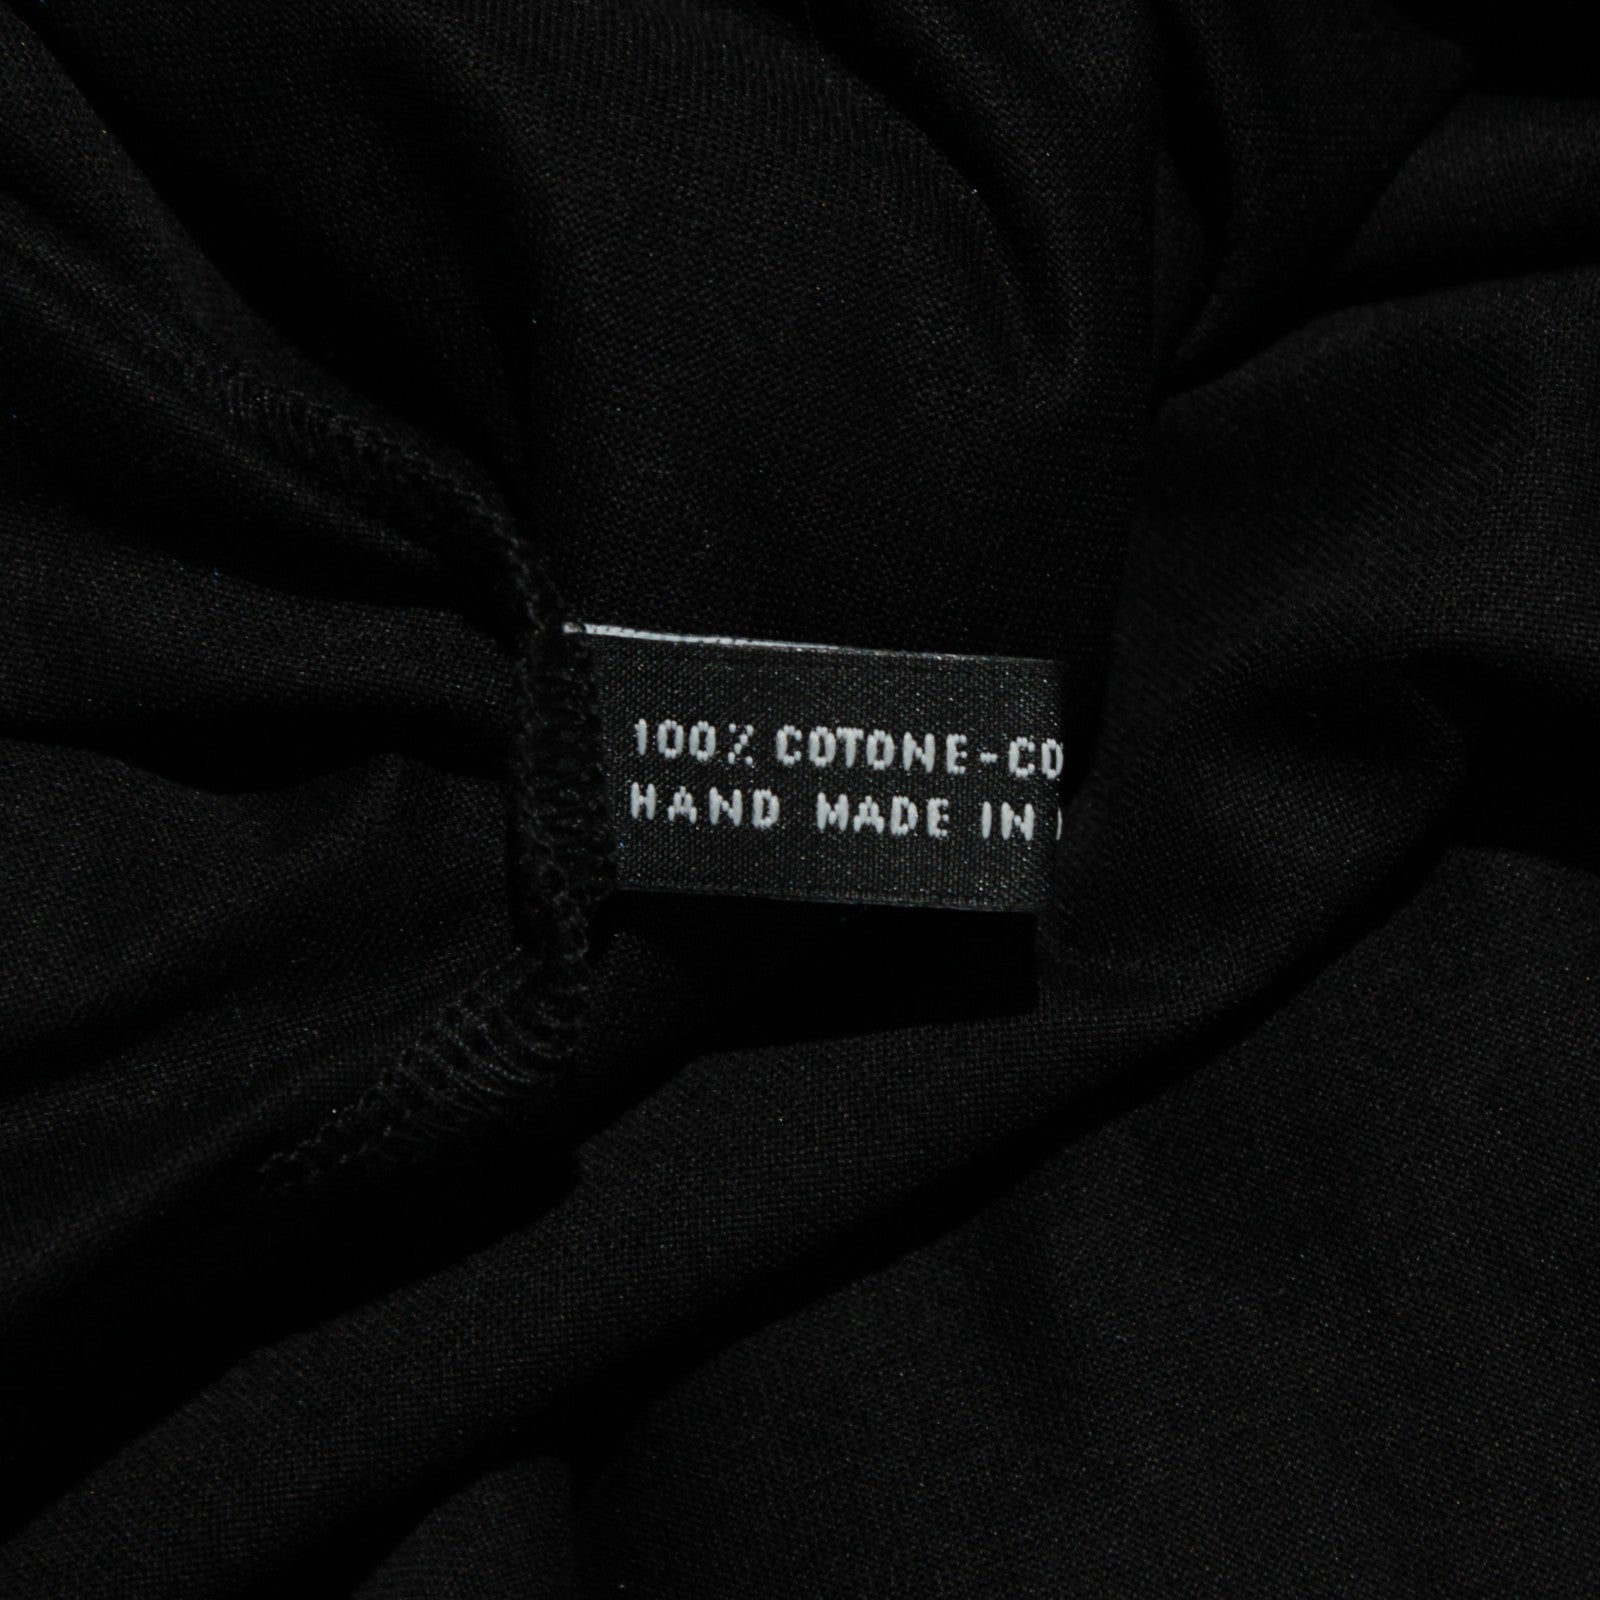 100% COTONE-CO
HAND MADE IN